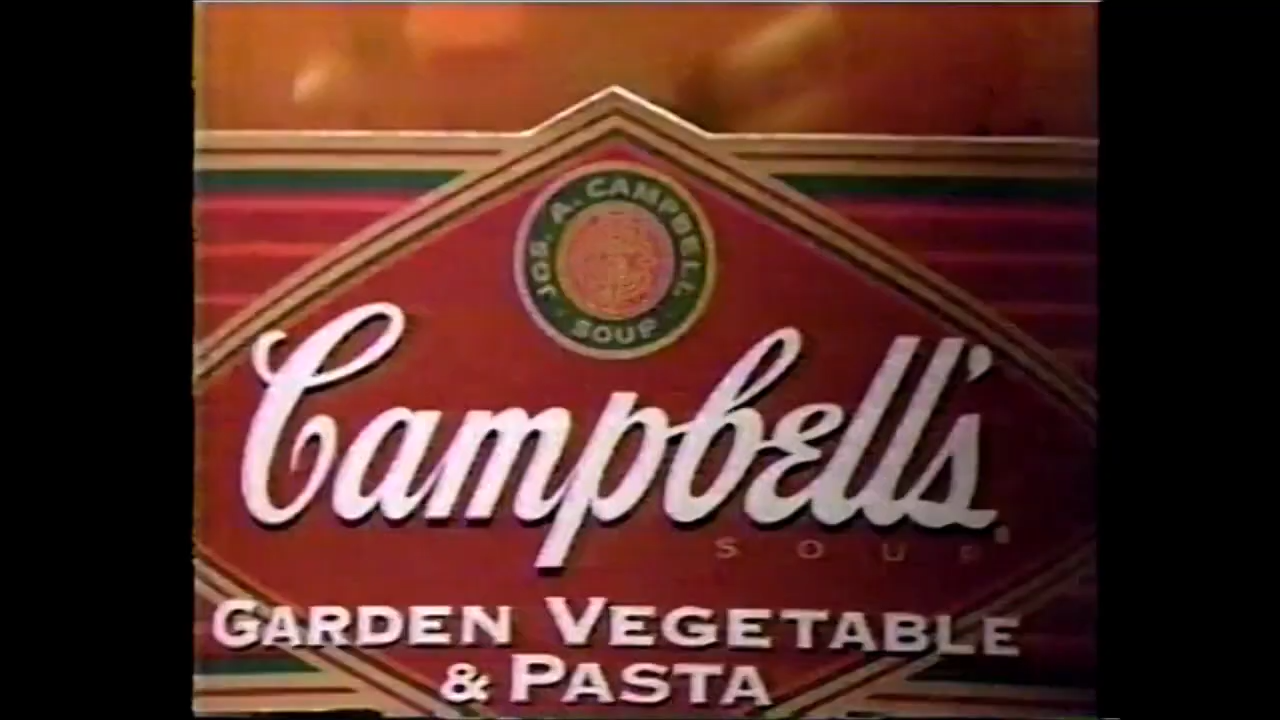 JOS. A. CAMPBELL
SOUP
Campbell's
SOUP
GARDEN VEGETABLE
& PASTA